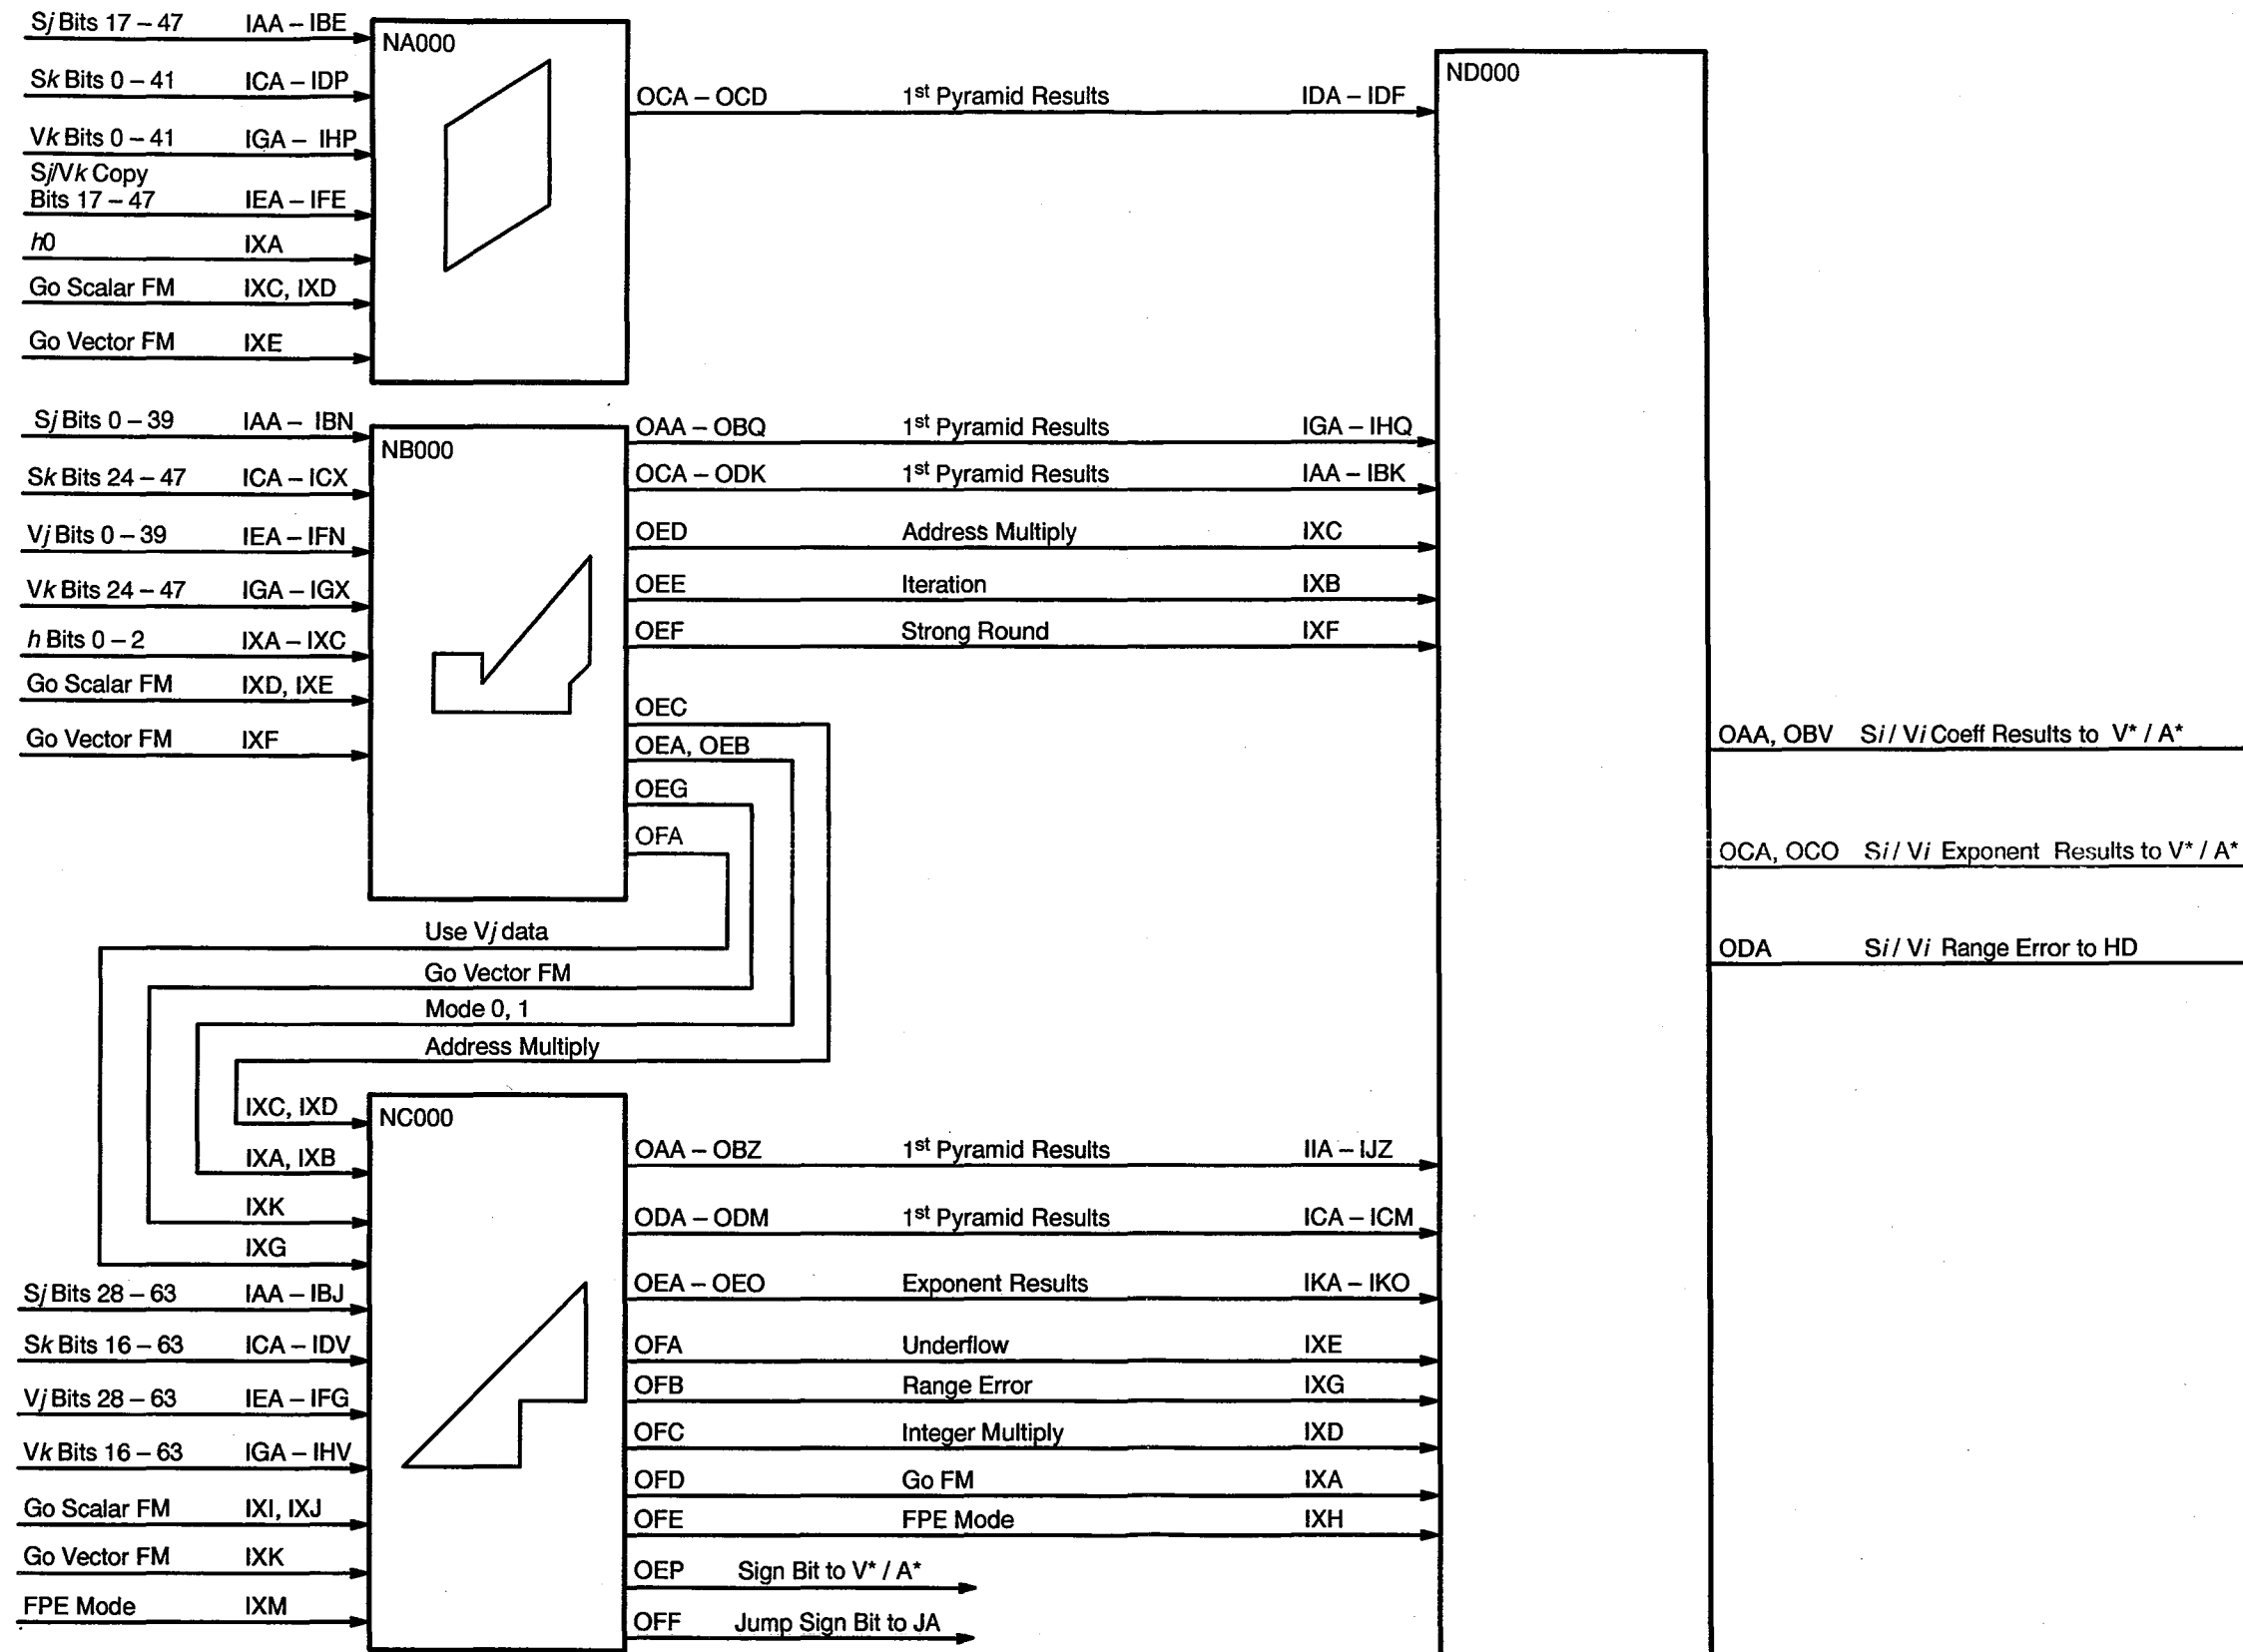 Sj Bits 17 – 47 IAA – IBE
Sk Bits 0 – 41 ICA – IDP
Vk Bits 0 – 41 IGA – IHP
Sj/Vk Copy
Bits 17 – 47 IEA – IFE
h0 IXA
Go Scalar FM IXC, IXD
Go Vector FM IXE
NA000
OCA – OCD 1st Pyramid Results IDA – IDF
ND000
Sj Bits 0 – 39 IAA – IBN
Sk Bits 24 – 47 ICA – ICX
Vj Bits 0 – 39 IEA – IFN
Vk Bits 24 – 47 IGA – IGX
h Bits 0 – 2 IXA – IXC
Go Scalar FM IXD, IXE
Go Vector FM IXF
NB000
OAA – OBQ 1st Pyramid Results IGA – IHQ
OCA – ODK 1st Pyramid Results IAA – IBK
OED Address Multiply IXC
OEE Iteration IXB
OEF Strong Round IXF
OEC
OEA, OEB
OEG
OFA
Use Vj data
Go Vector FM
Mode 0, 1
Address Multiply
OAA, OBV Si / Vi Coeff Results to V* / A*
OCA, OCO Si / Vi Exponent Results to V* / A*
ODA Si / Vi Range Error to HD
IXC, IXD
IXA, IXB
IXK
IXG
Sj Bits 28 – 63 IAA – IBJ
Sk Bits 16 – 63 ICA – IDV
Vj Bits 28 – 63 IEA – IFG
Vk Bits 16 – 63 IGA – IHV
Go Scalar FM IXI, IXJ
Go Vector FM IXK
FPE Mode IXM
NC000
OAA – OBZ 1st Pyramid Results IIA – IJZ
ODA – ODM 1st Pyramid Results ICA – ICM
OEA – OEO Exponent Results IKA – IKO
OFA Underflow IXE
OFB Range Error IXG
OFC Integer Multiply IXD
OFD Go FM IXA
OFE FPE Mode IXH
OEP Sign Bit to V* / A*
OFF Jump Sign Bit to JA